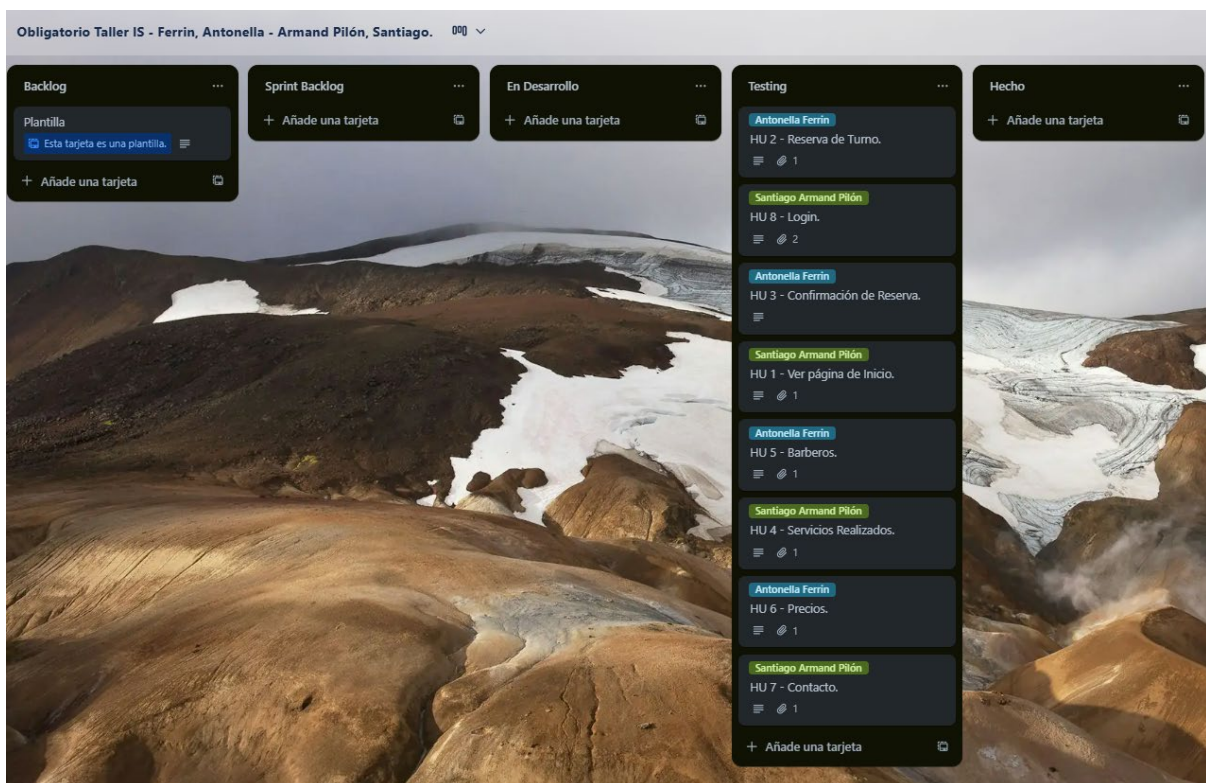 Obligatorio Taller IS - Ferrin, Antonella - Armand Pilón, Santiago.
Backlog
Plantilla
Esta tarjeta es una plantilla.
+ Añade una tarjeta
Sprint Backlog
+ Añade una tarjeta
En Desarrollo
+ Añade una tarjeta
Testing
Antonella Ferrin
HU 2 - Reserva de Turno.
1
Santiago Armand Pilón
HU 8 - Login.
2
Antonella Ferrin
HU 3 - Confirmación de Reserva.
Santiago Armand Pilón
HU 1 - Ver página de Inicio.
1
Antonella Ferrin
HU 5 - Barberos.
1
Santiago Armand Pilón
HU 4 - Servicios Realizados.
1
Antonella Ferrin
HU 6 - Precios.
1
Santiago Armand Pilón
HU 7 - Contacto.
1
+ Añade una tarjeta
Hecho
+ Añade una tarjeta